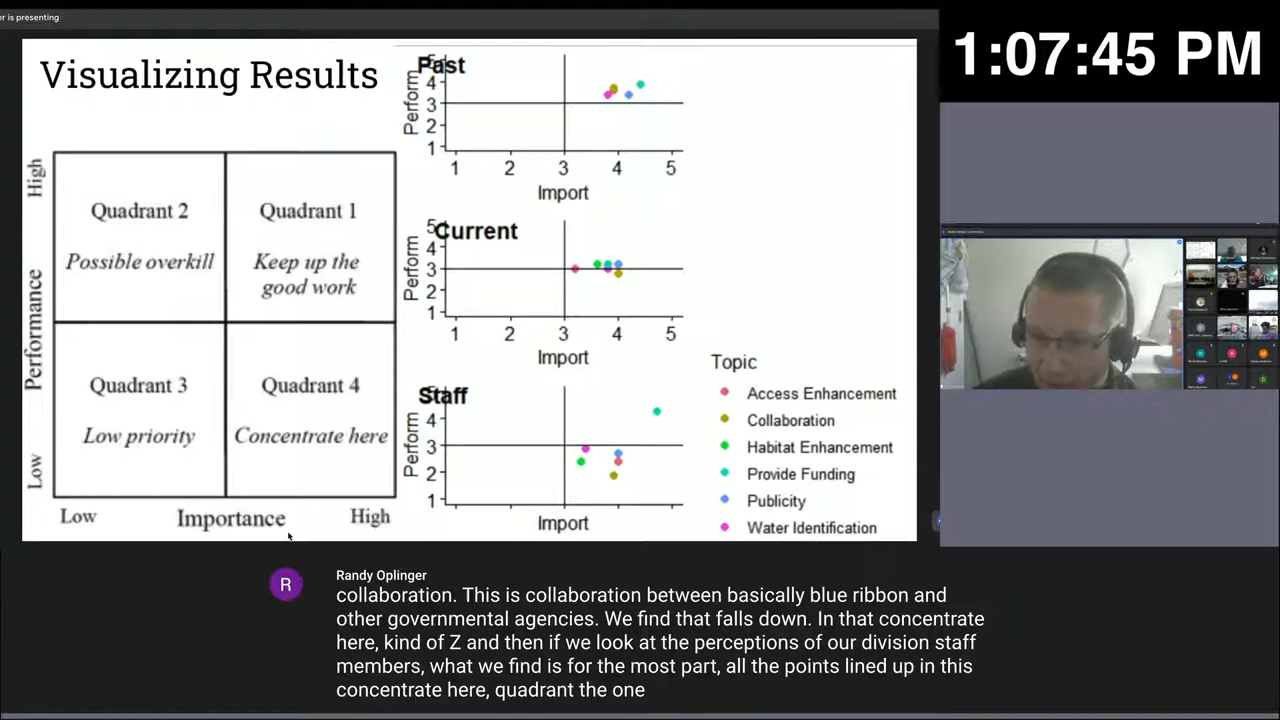 er is presenting
1:07:45 PM
Visualizing Results
High
Performance
Low
Quadrant 2
Possible overkill
Quadrant 1
Keep up the
good work
Quadrant 3
Low priority
Quadrant 4
Concentrate here
Low
Importance
High
Past
Perform
5
4
3
2
1
1 2 3 4 5
Import
Current
Perform
5
4
3
2
1
1 2 3 4 5
Import
Staff
Perform
4
3
2
1
Import
Topic
Access Enhancement
Collaboration
Habitat Enhancement
Provide Funding
Publicity
Water Identification
R
Randy Oplinger
collaboration. This is collaboration between basically blue ribbon and
other governmental agencies. We find that falls down. In that concentrate
here, kind of Z and then if we look at the perceptions of our division staff
members, what we find is for the most part, all the points lined up in this
concentrate here, quadrant the one